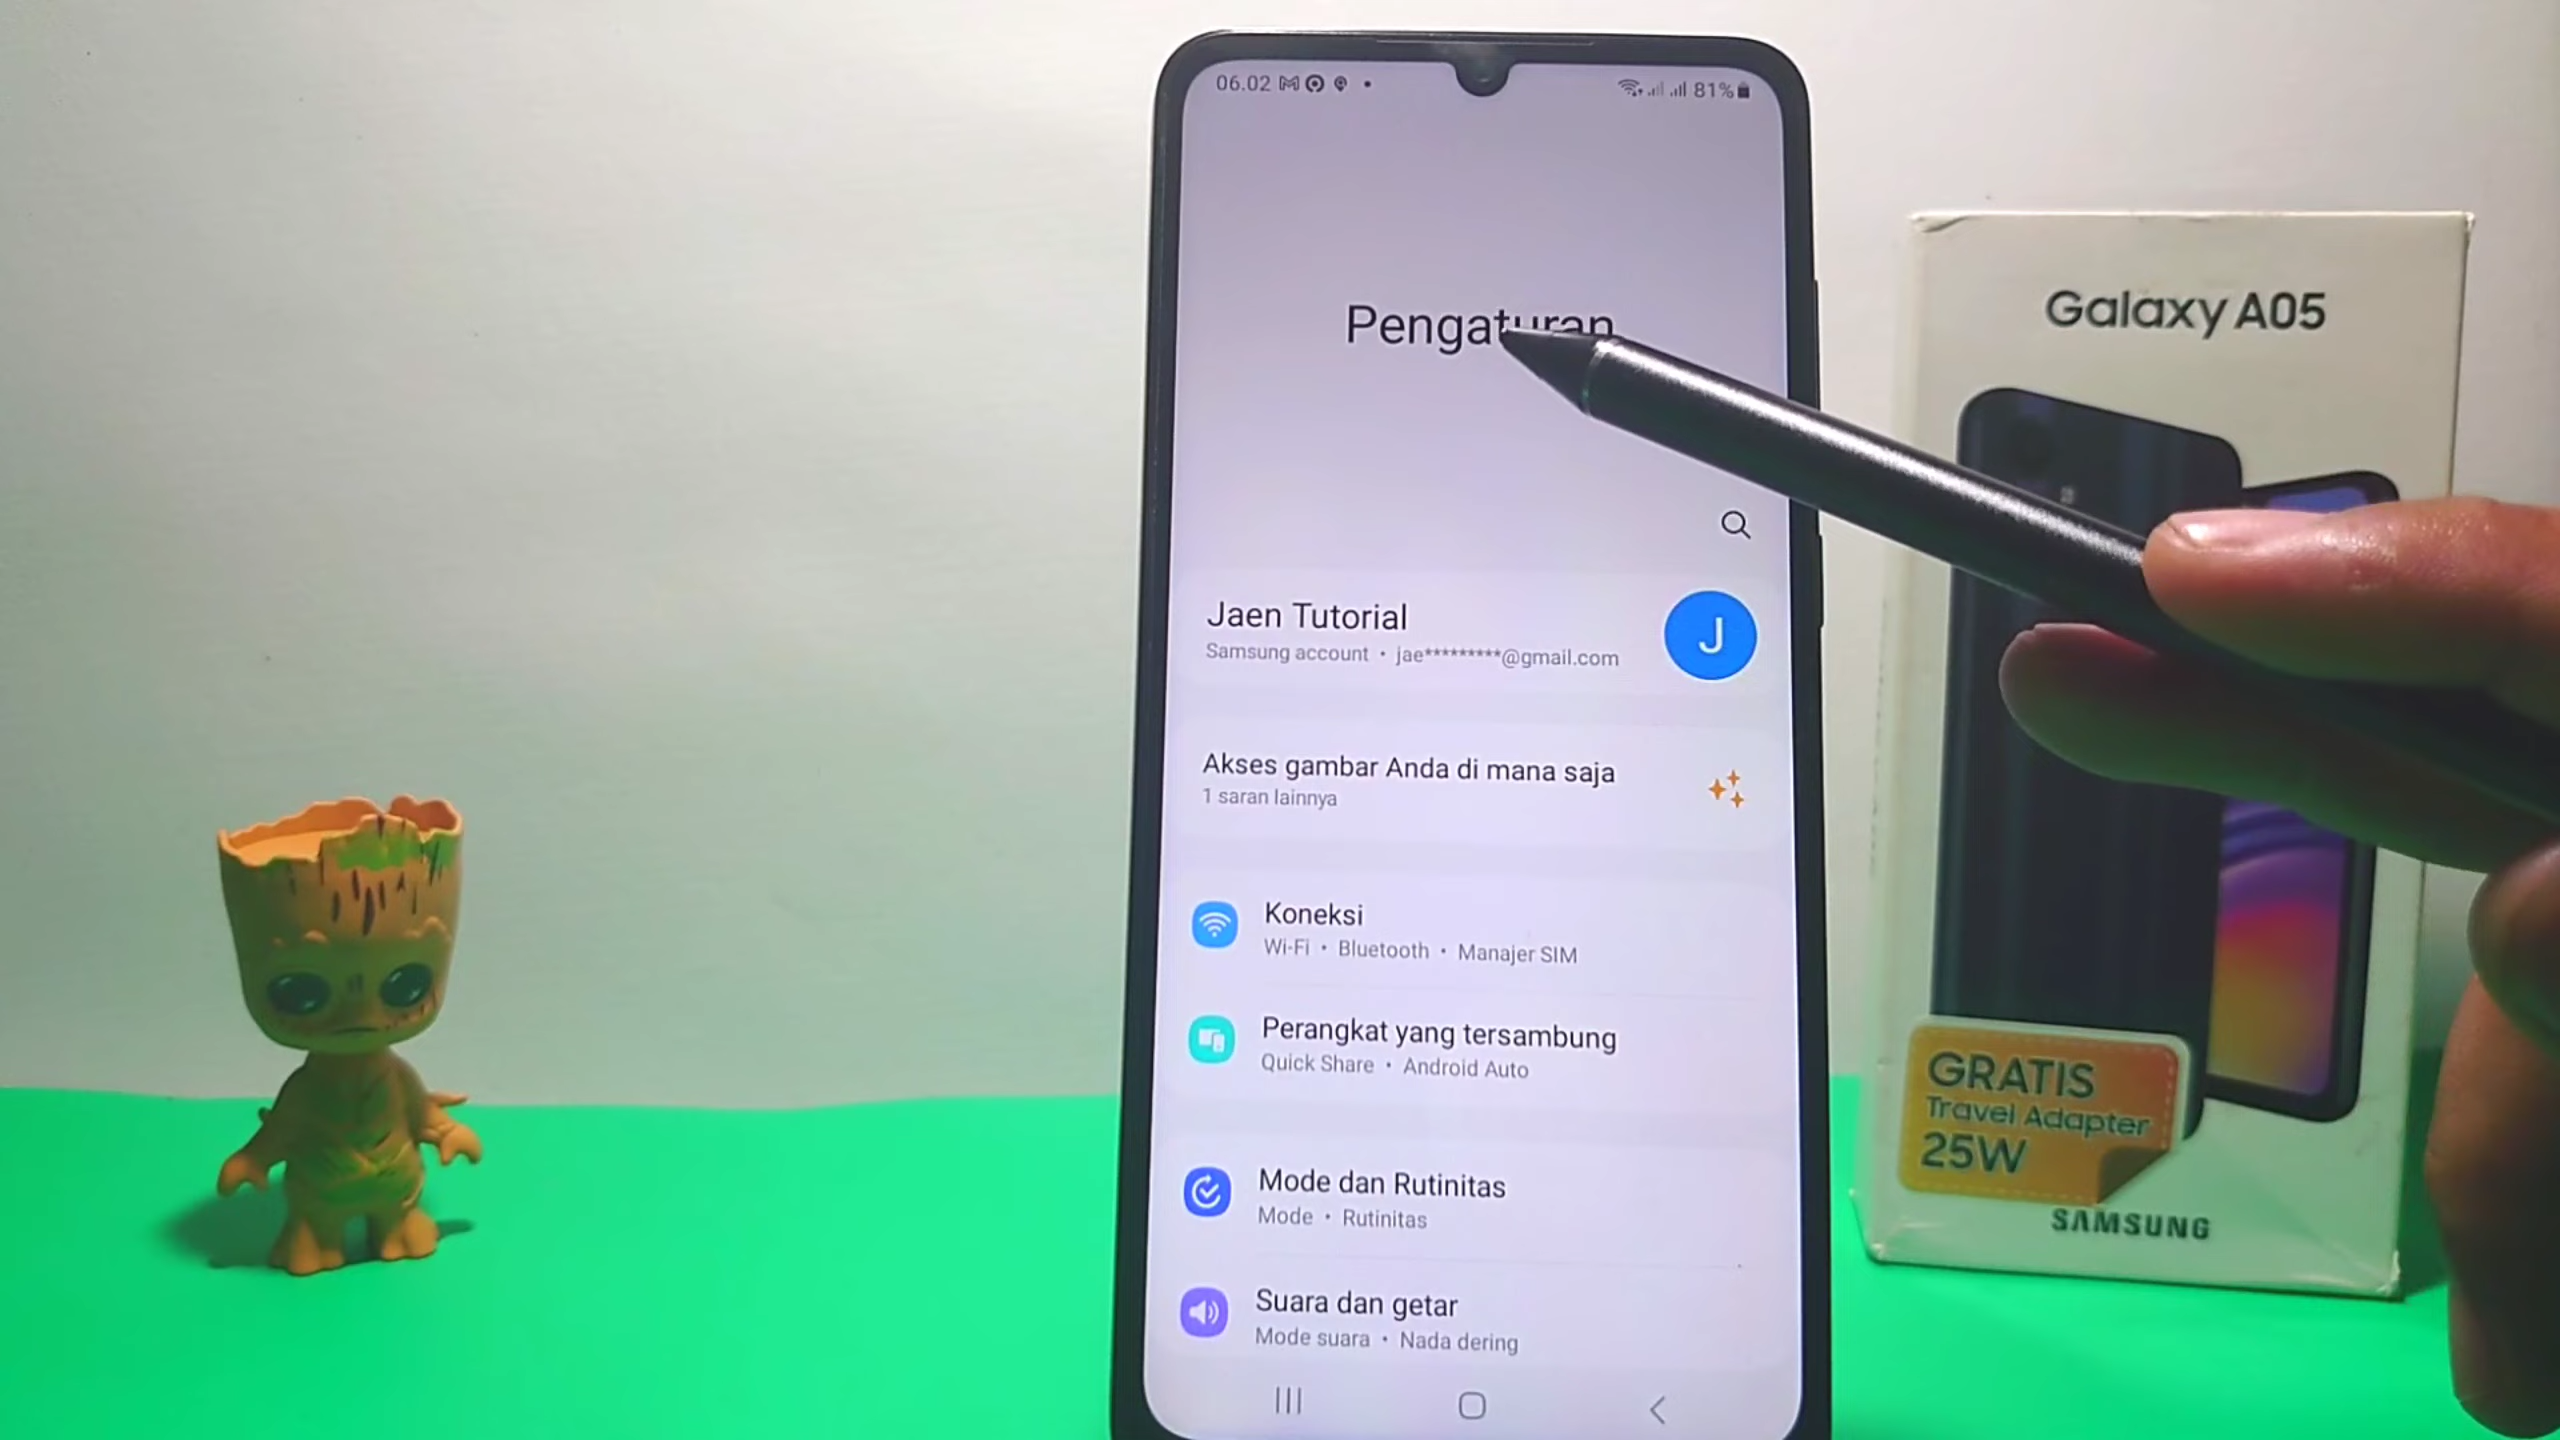 06.02
81%
Pengaturan
Jaen Tutorial
Samsung account • jae*********@gmail.com
J
Akses gambar Anda di mana saja
1 saran lainnya
Koneksi
Wi-Fi • Bluetooth • Manajer SIM
Perangkat yang tersambung
Quick Share • Android Auto
Mode dan Rutinitas
Mode • Rutinitas
Suara dan getar
Mode suara • Nada dering
Galaxy A05
GRATIS
Travel Adapter
25W
SAMSUNG